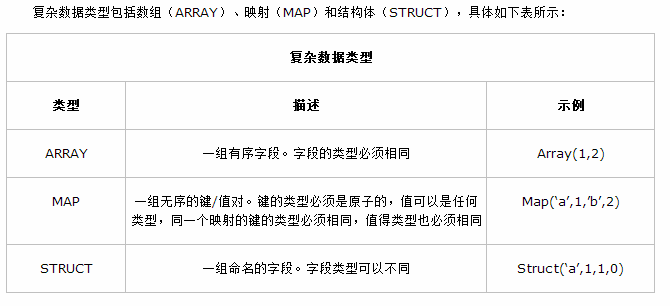 复杂数据类型包括数组（ARRAY）、映射（MAP）和结构体（STRUCT），具体如下表所示：
复杂数据类型
类型 描述 示例
ARRAY 一组有序字段。字段的类型必须相同 Array(1,2)
MAP 一组无序的键/值对。键的类型必须是原子的，值可以是任何 Map(‘a’,1,’b’,2)
类型，同一个映射的键的类型必须相同，值得类型也必须相同
STRUCT 一组命名的字段。字段类型可以不同 Struct(‘a’,1,1,0)